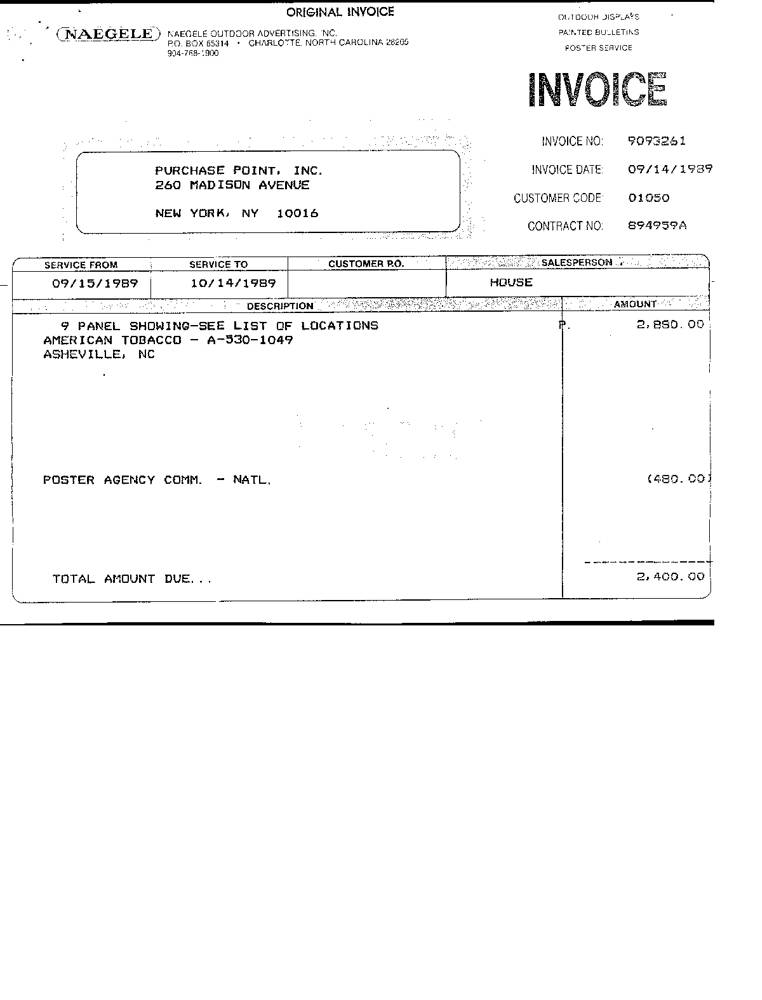 ORIGINAL INVOICE
NAEGELE
NAEGELE OUTDOOR ADVERTISING, INC.
P.O. BOX 65314 • CHARLOTTE, NORTH CAROLINA 28265
904-768-1900
OUTDOOR DISPLAYS
PAINTED BULLETINS
POSTER SERVICE
INVOICE
INVOICE NO: 9093261
INVOICE DATE: 09/14/1989
CUSTOMER CODE: 01050
CONTRACT NO: 894959A
PURCHASE POINT, INC.
260 MADISON AVENUE
NEW YORK, NY 10016
SERVICE FROM SERVICE TO CUSTOMER P.O. SALESPERSON
09/15/1989 10/14/1989 HOUSE
DESCRIPTION AMOUNT
9 PANEL SHOWING-SEE LIST OF LOCATIONS P. 2,880.00
AMERICAN TOBACCO - A-530-1049
ASHEVILLE, NC
POSTER AGENCY COMM. - NATL. (480.00)
TOTAL AMOUNT DUE... 2,400.00